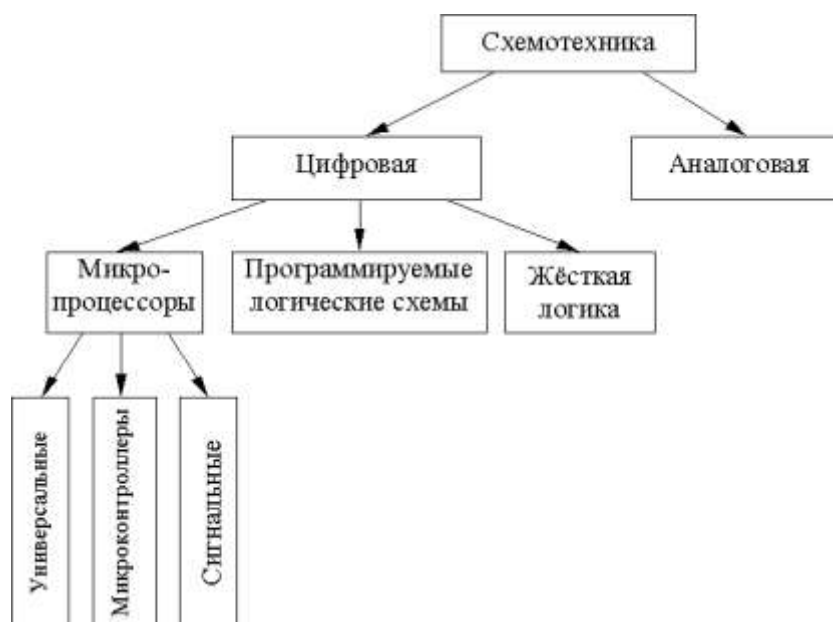 Схемотехника
Цифровая
Аналоговая
Микро-
процессоры
Программируемые
логические схемы
Жёсткая
логика
Универсальные
Микроконтроллеры
Сигнальные